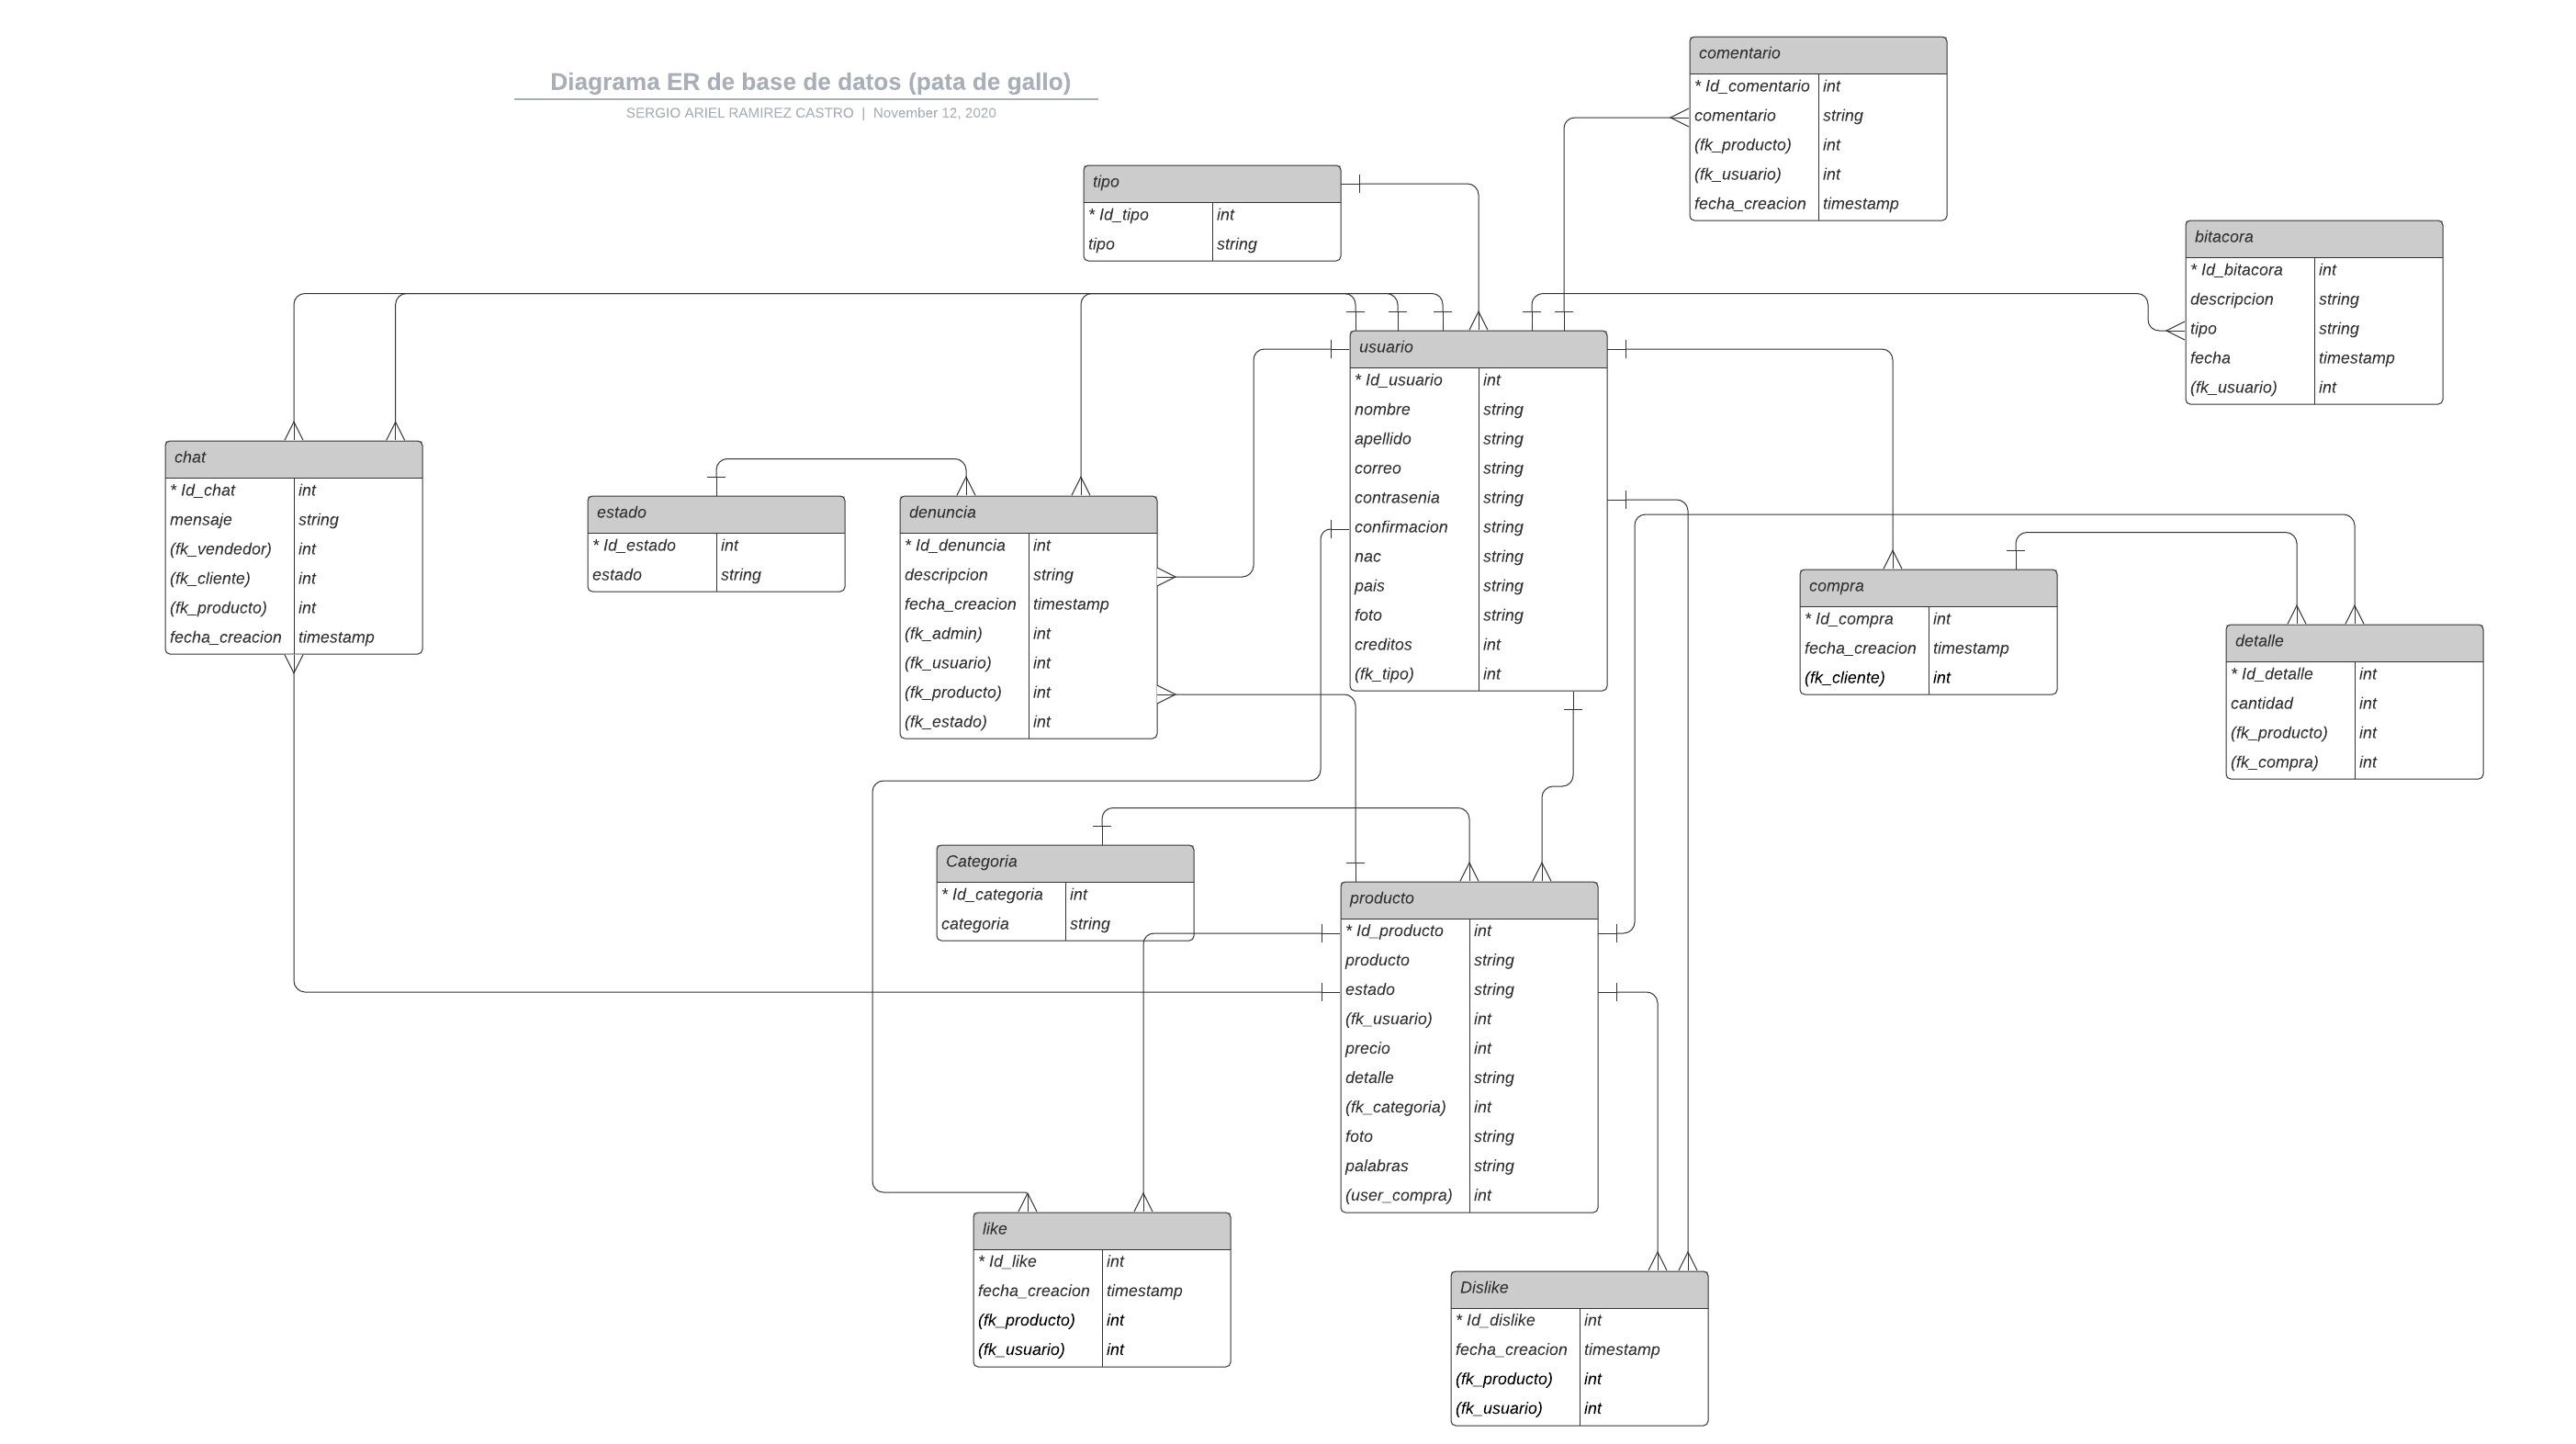 Diagrama ER de base de datos (pata de gallo)
SERGIO ARIEL RAMIREZ CASTRO | November 12, 2020
comentario
* Id_comentario int
comentario string
(fk_producto) int
(fk_usuario) int
fecha_creacion timestamp
tipo
* Id_tipo int
tipo string
bitacora
* Id_bitacora int
descripcion string
tipo string
fecha timestamp
(fk_usuario) int
usuario
* Id_usuario int
nombre string
apellido string
correo string
contrasenia string
confirmacion string
nac string
pais string
foto string
creditos int
(fk_tipo) int
chat
* Id_chat int
mensaje string
(fk_vendedor) int
(fk_cliente) int
(fk_producto) int
fecha_creacion timestamp
estado
* Id_estado int
estado string
denuncia
* Id_denuncia int
descripcion string
fecha_creacion timestamp
(fk_admin) int
(fk_usuario) int
(fk_producto) int
(fk_estado) int
compra
* Id_compra int
fecha_creacion timestamp
(fk_cliente) int
detalle
* Id_detalle int
cantidad int
(fk_producto) int
(fk_compra) int
Categoria
* Id_categoria int
categoria string
producto
* Id_producto int
producto string
estado string
(fk_usuario) int
precio int
detalle string
(fk_categoria) int
foto string
palabras string
(user_compra) int
like
* Id_like int
fecha_creacion timestamp
(fk_producto) int
(fk_usuario) int
Dislike
* Id_dislike int
fecha_creacion timestamp
(fk_producto) int
(fk_usuario) int